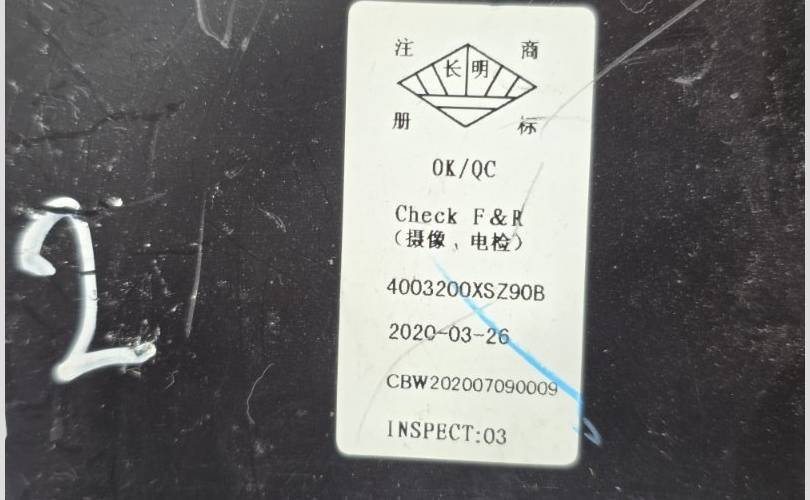 注 商
长明
册 标
OK/QC
Check F&R
(摄像,电检)
4003200XSZ90B
2020-03-26
CBW202007090009
INSPECT:03
2